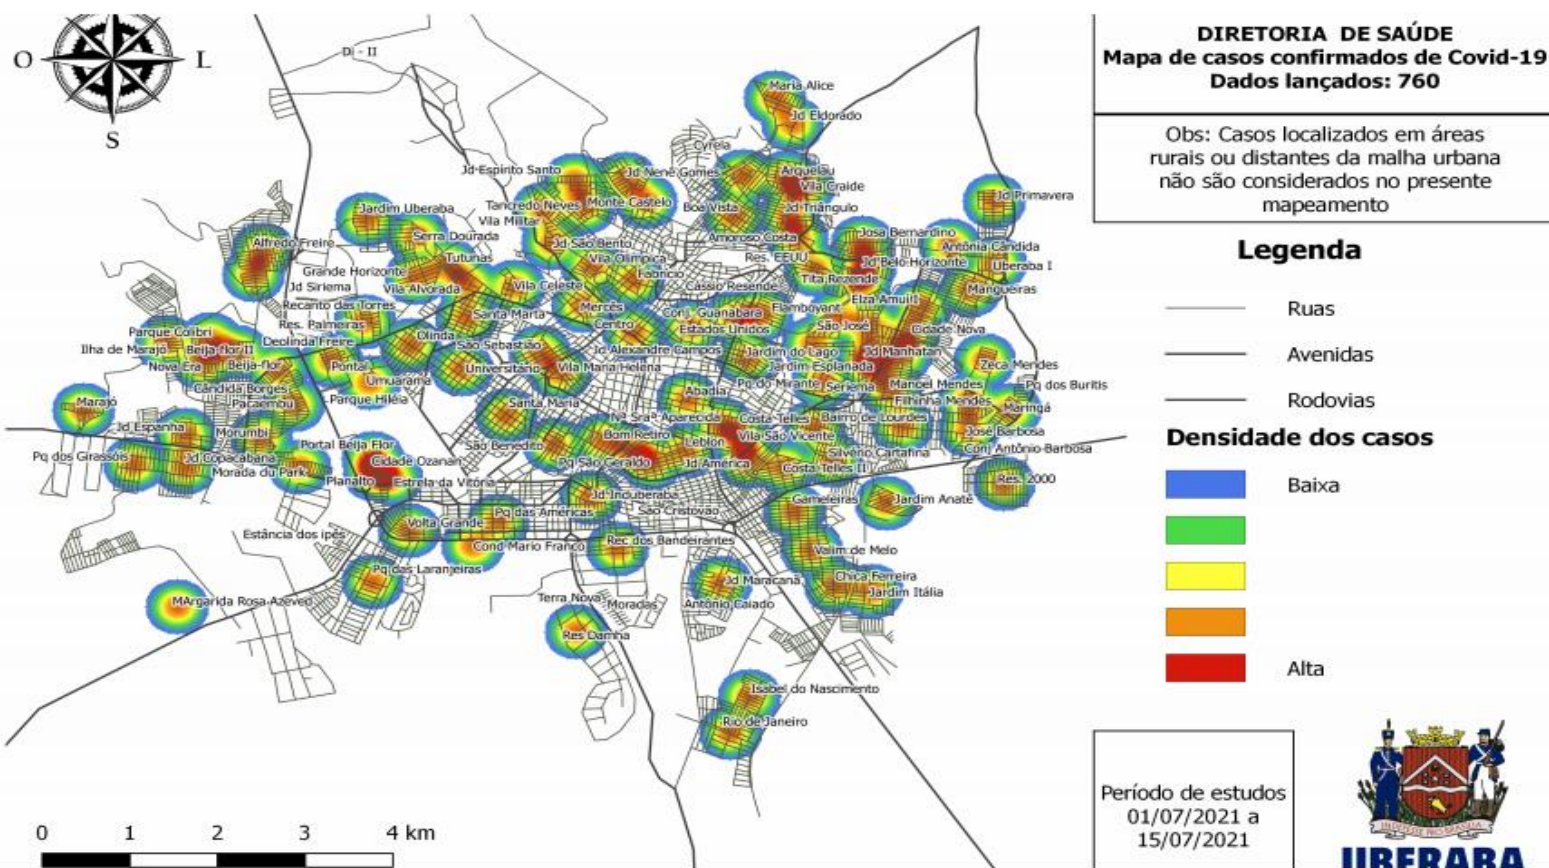 DIRETORIA DE SAÚDE
Mapa de casos confirmados de Covid-19
Dados lançados: 760
Obs: Casos localizados em áreas
rurais ou distantes da malha urbana
não são considerados no presente
mapeamento
Legenda
Ruas
Avenidas
Rodovias
Densidade dos casos
Baixa
Alta
Período de estudos
01/07/2021 a
15/07/2021
UBERABA
O
L
S
Di - II
Maria Alice
Jd Eldorado
Cyrela
Jd Espírito Santo
Jd Nenê Gomes
Arquelau
Vila Craide
Tancredo Neves
Monte Castelo
Boa Vista
Jd Triângulo
Jd Primavera
Jardim Uberaba
Vila Militar
Serra Dourada
Amoroso Costa
Josa Bernardino
Alfredo Freire
Jd São Bento
Antônia Cândida
Tutunas
Vila Olímpica
Res. EEUU
Jd Belo Horizonte
Uberaba I
Grande Horizonte
Fabrício
Tita Rezende
Jd Siriema
Vila Alvorada
Vila Celeste
Cássio Resende
Mangueiras
Recanto das Torres
Mercês
Elza Amuí I
Res. Palmeiras
Santa Marta
Conj. Guanabara
Flamboyant
Parque Colibri
Centro
Estados Unidos
São José
Cidade Nova
Deolinda Freire
Olinda
São Sebastião
Ilha de Marajó
Beija-flor II
Jd Alexandre Campos
Jardim do Lago
Jd Manhatan
Nova Era
Beija-flor
Pontal
Universitário
Vila Maria Helena
Jardim Esplanada
Zeca Mendes
Umuarama
Pq do Mirante
Seriema
Manoel Mendes
Pq dos Buritis
Cândida Borges
Parque Hiléia
Abadia
Filhinha Mendes
Marajó
Pacaembu
Santa Maria
Maringá
Nª Srª Aparecida
Costa Telles
Bairro de Lourdes
Jd Espanha
Morumbi
Bom Retiro
Leblon
Vila São Vicente
José Barbosa
Portal Beija Flor
São Benedito
Silvério Cartafina
Conj Antônio Barbosa
Pq dos Girassóis
Jd Copacabana
Cidade Ozanan
Pq São Geraldo
Jd América
Morada du Park
Costa Telles II
Planalto
Estrela da Vitória
Res. 2000
Jd Induberaba
Gameleiras
Jardim Anatê
Pq das Américas
São Cristovão
Volta Grande
Estância dos ipês
Cond Mario Franco
Rec dos Bandeirantes
Valim de Melo
Pq das Laranjeiras
Jd Maracanã
Chica Ferreira
Jardim Itália
MArgarida Rosa Azeved
Terra Nova
Moradas
Antônio Caiado
Res Damha
Isabel do Nascimento
Rio de Janeiro
0 1 2 3 4 km